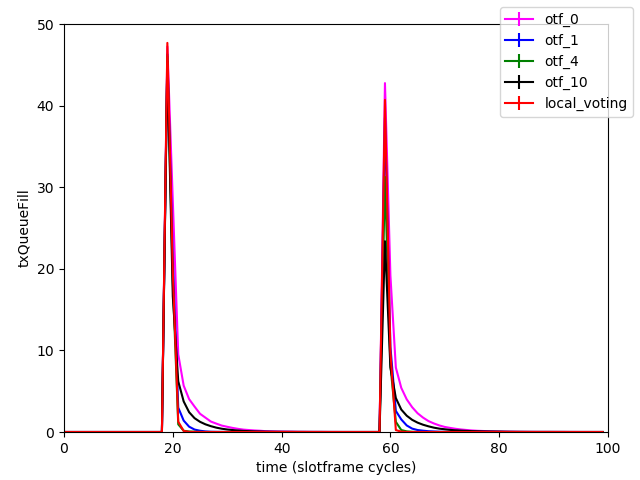 50
40
30
20
10
0
txQueueFill
0 20 40 60 80 100
time (slotframe cycles)
otf_0
otf_1
otf_4
otf_10
local_voting